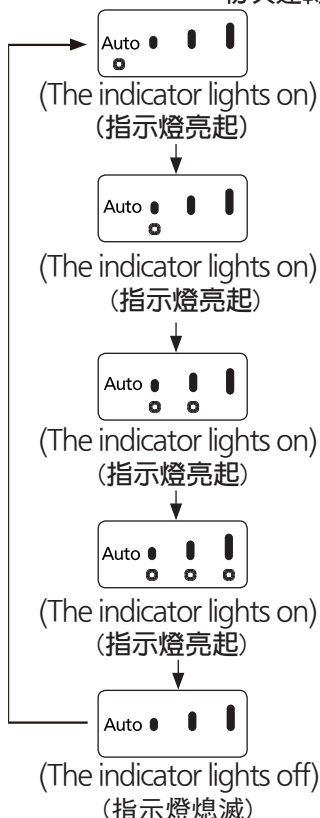 Auto
(The indicator lights on)
(指示燈亮起)
Auto
(The indicator lights on)
(指示燈亮起)
Auto
(The indicator lights on)
(指示燈亮起)
Auto
(The indicator lights on)
(指示燈亮起)
Auto
(The indicator lights off)
(指示燈熄滅)